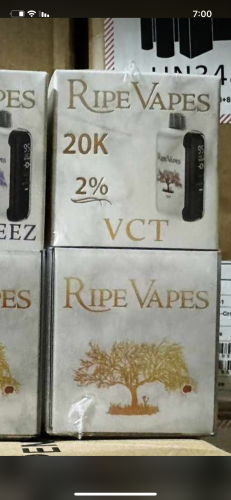 7:00
PES
RIPE VAPES
20K
2%
EEZ
VCT
PES
RIPE VAPES